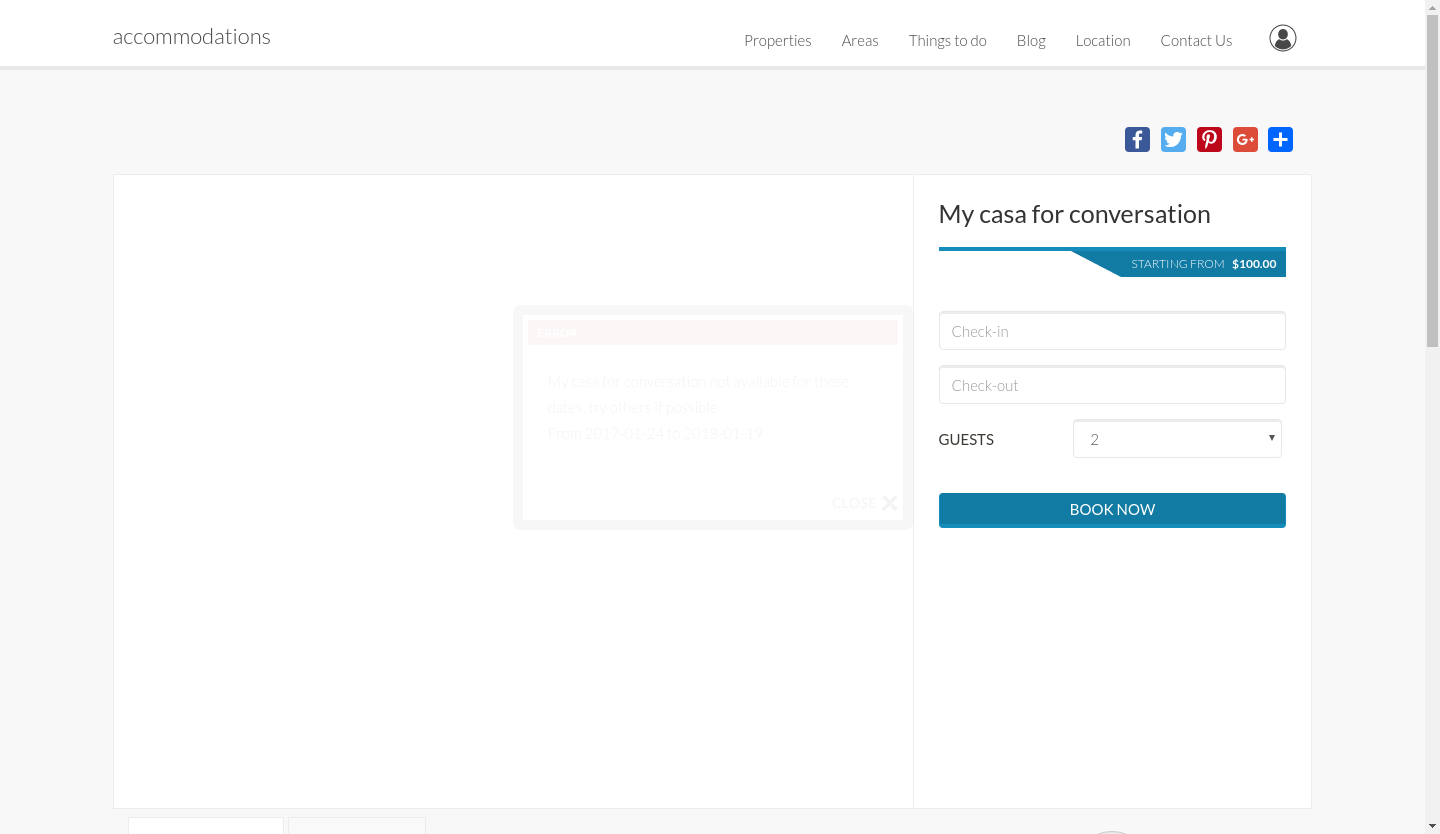 accommodations
Properties Areas Things to do Blog Location Contact Us
My casa for conversation
STARTING FROM $100.00
ERROR
My casa for conversation not available for these
dates, try others if possible
From 2017-01-24 to 2018-01-19
CLOSE
Check-in
Check-out
GUESTS 2
BOOK NOW